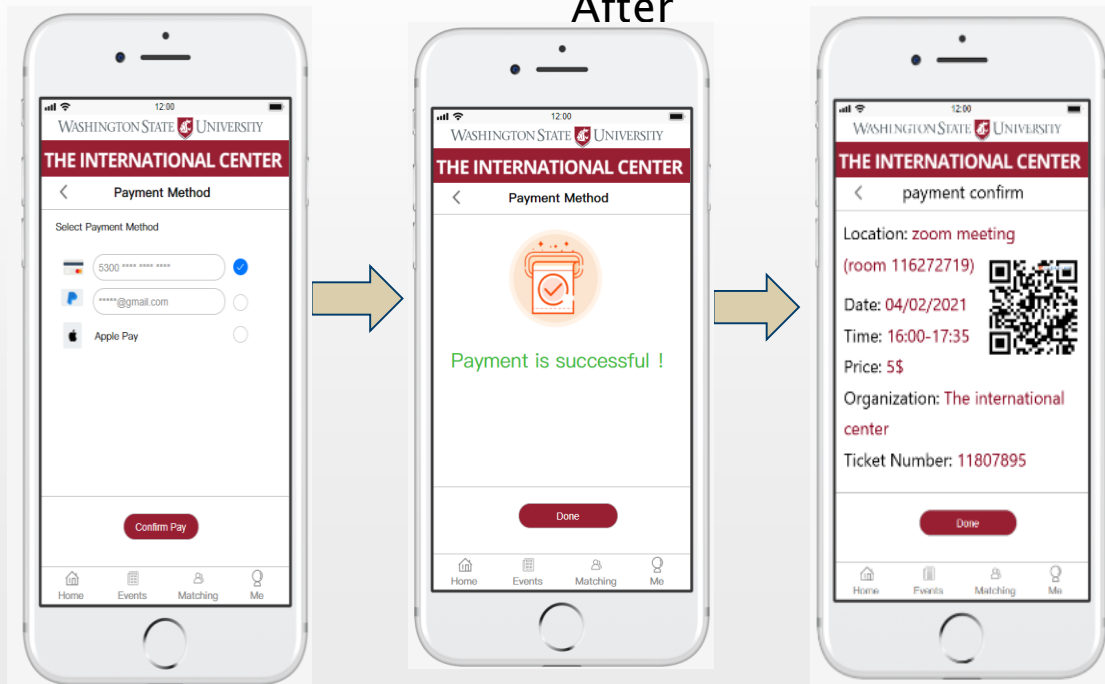 After
12:00
WASHINGTON STATE UNIVERSITY
THE INTERNATIONAL CENTER
Payment Method
Select Payment Method
5300 **** **** ****
*****@gmail.com
Apple Pay
Confirm Pay
Home Events Matching Me
12:00
WASHINGTON STATE UNIVERSITY
THE INTERNATIONAL CENTER
Payment Method
Payment is successful !
Done
Home Events Matching Me
12:00
WASHINGTON STATE UNIVERSITY
THE INTERNATIONAL CENTER
payment confirm
Location: zoom meeting
(room 116272719)
Date: 04/02/2021
Time: 16:00-17:35
Price: 5$
Organization: The international
center
Ticket Number: 11807895
Done
Home Events Matching Me